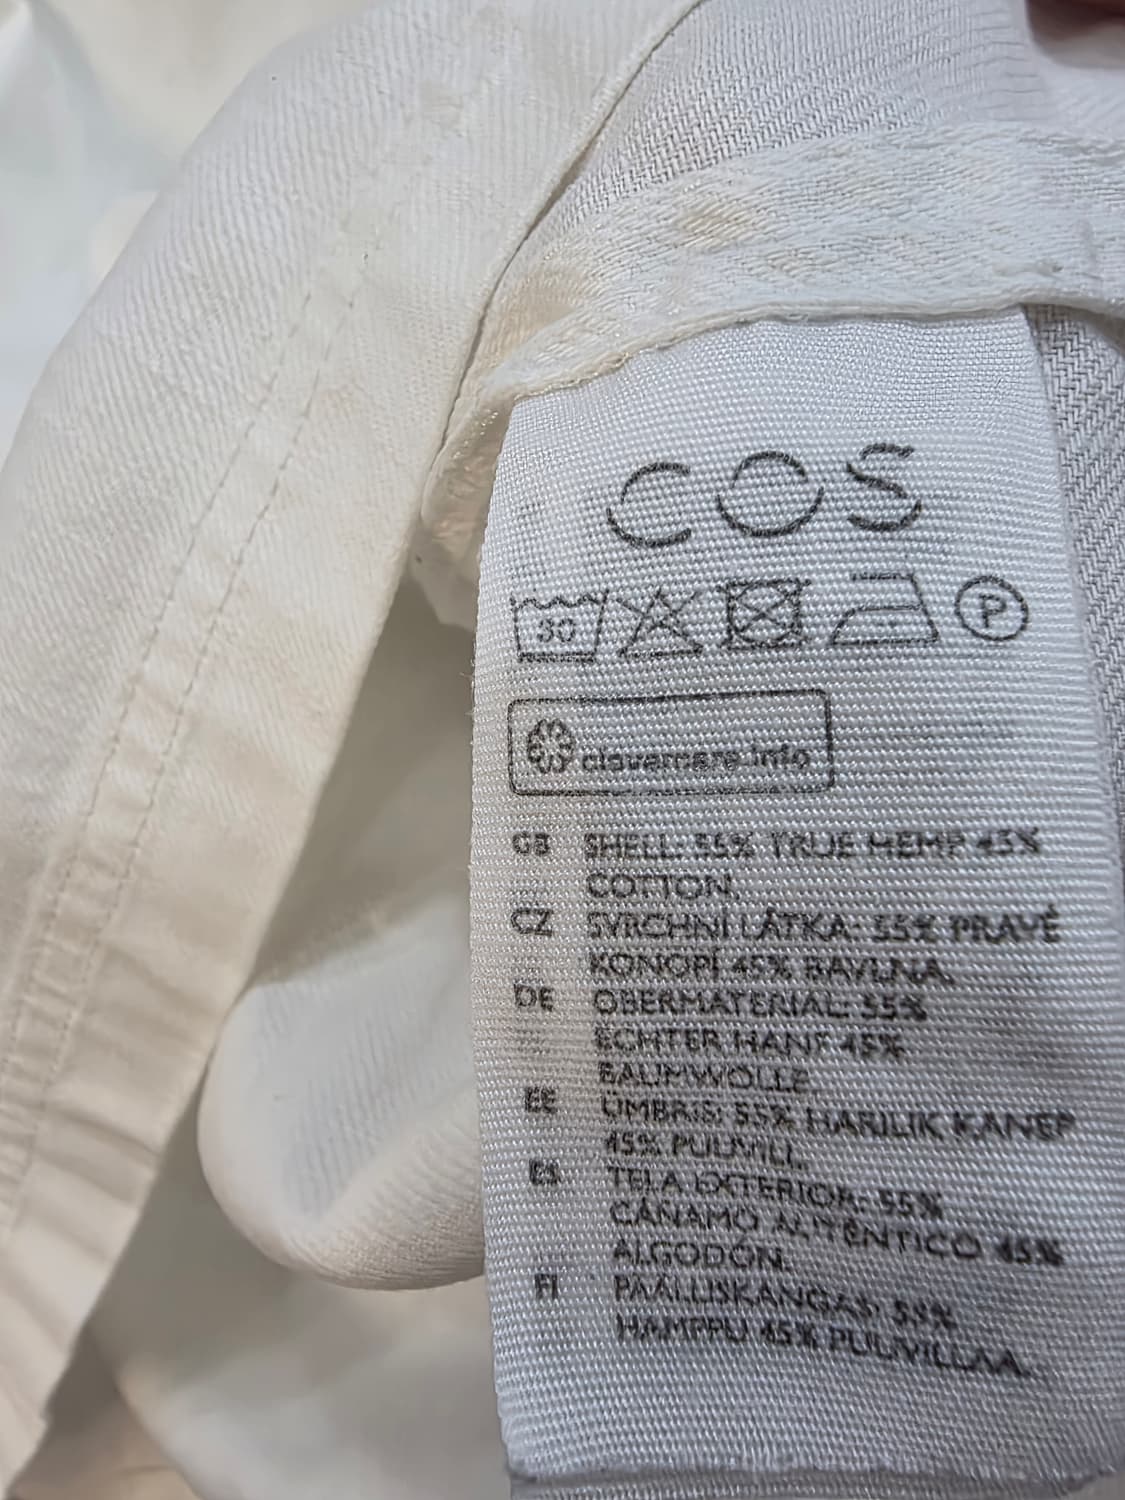 COS
30
P
clevercare.info
GB SHELL: 55% TRUE HEMP 45%
COTTON.
CZ SVRCHNÍ LÁTKA: 55% PRAVÉ
KONOPÍ 45% BAVLNA.
DE OBERMATERIAL: 55%
ECHTER HANF 45%
BAUMWOLLE.
EE ÜMBRIS: 55% HARILIK KANEP
45% PUUVILL.
ES TELA EXTERIOR: 55%
CÁÑAMO AUTÉNTICO 45%
ALGODÓN.
FI PÄÄLLISKANGAS: 55%
HAMPPU 45% PUUVILLAA.